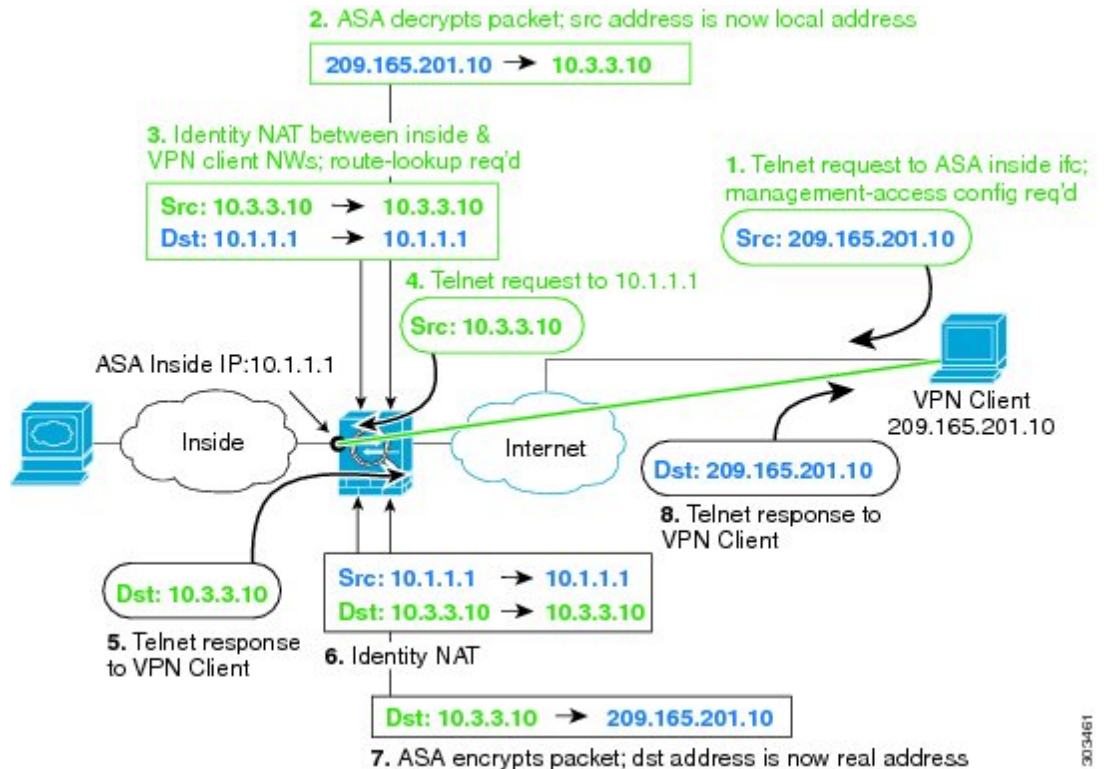 2. ASA decrypts packet; src address is now local address
209.165.201.10 → 10.3.3.10
3. Identity NAT between inside &
VPN client NWs; route-lookup req'd
Src: 10.3.3.10 → 10.3.3.10
Dst: 10.1.1.1 → 10.1.1.1
1. Telnet request to ASA inside ifc;
management-access config req'd
Src: 209.165.201.10
4. Telnet request to 10.1.1.1
Src: 10.3.3.10
ASA Inside IP:10.1.1.1
Inside
Internet
VPN Client
209.165.201.10
Dst: 209.165.201.10
8. Telnet response to
VPN Client
Dst: 10.3.3.10
5. Telnet response
to VPN Client
Src: 10.1.1.1 → 10.1.1.1
Dst: 10.3.3.10 → 10.3.3.10
6. Identity NAT
Dst: 10.3.3.10 → 209.165.201.10
7. ASA encrypts packet; dst address is now real address
303461